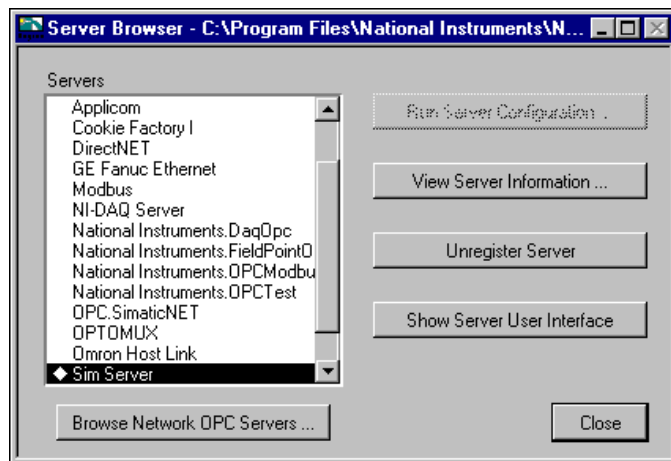 Server Browser - C:\Program Files\National Instruments\N...
Servers
Applicom
Cookie Factory I
DirectNET
GE Fanuc Ethernet
Modbus
NI-DAQ Server
National Instruments.DaqOpc
National Instruments.FieldPointO
National Instruments.OPCModbu
National Instruments.OPCTest
OPC.SimaticNET
OPTOMUX
Omron Host Link
Sim Server
Run Server Configuration ...
View Server Information ...
Unregister Server
Show Server User Interface
Browse Network OPC Servers ...
Close